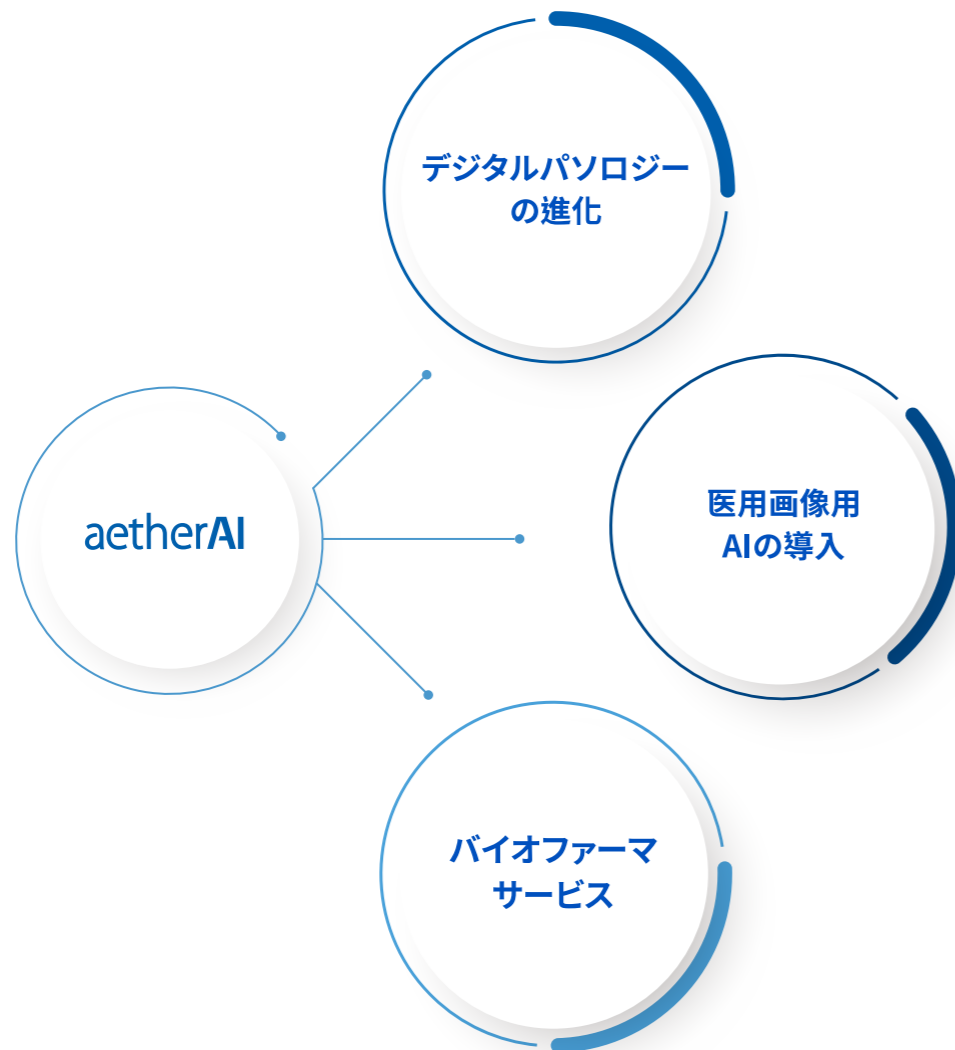 デジタルパソロジー
の進化
aetherAI
医用画像用
AIの導入
バイオファーマ
サービス